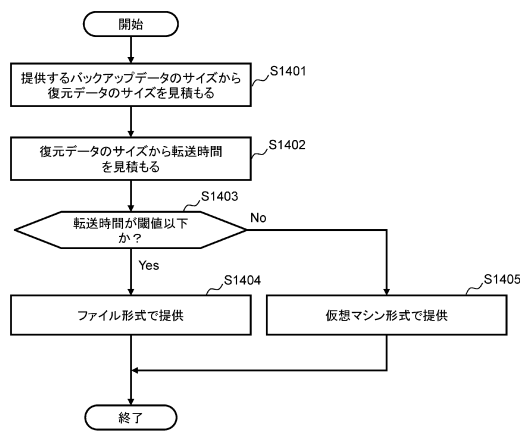 開始
S1401
提供するバックアップデータのサイズから
復元データのサイズを見積もる
S1402
復元データのサイズから転送時間
を見積もる
S1403
転送時間が閾値以下
か？
No
Yes
S1404
ファイル形式で提供
S1405
仮想マシン形式で提供
終了